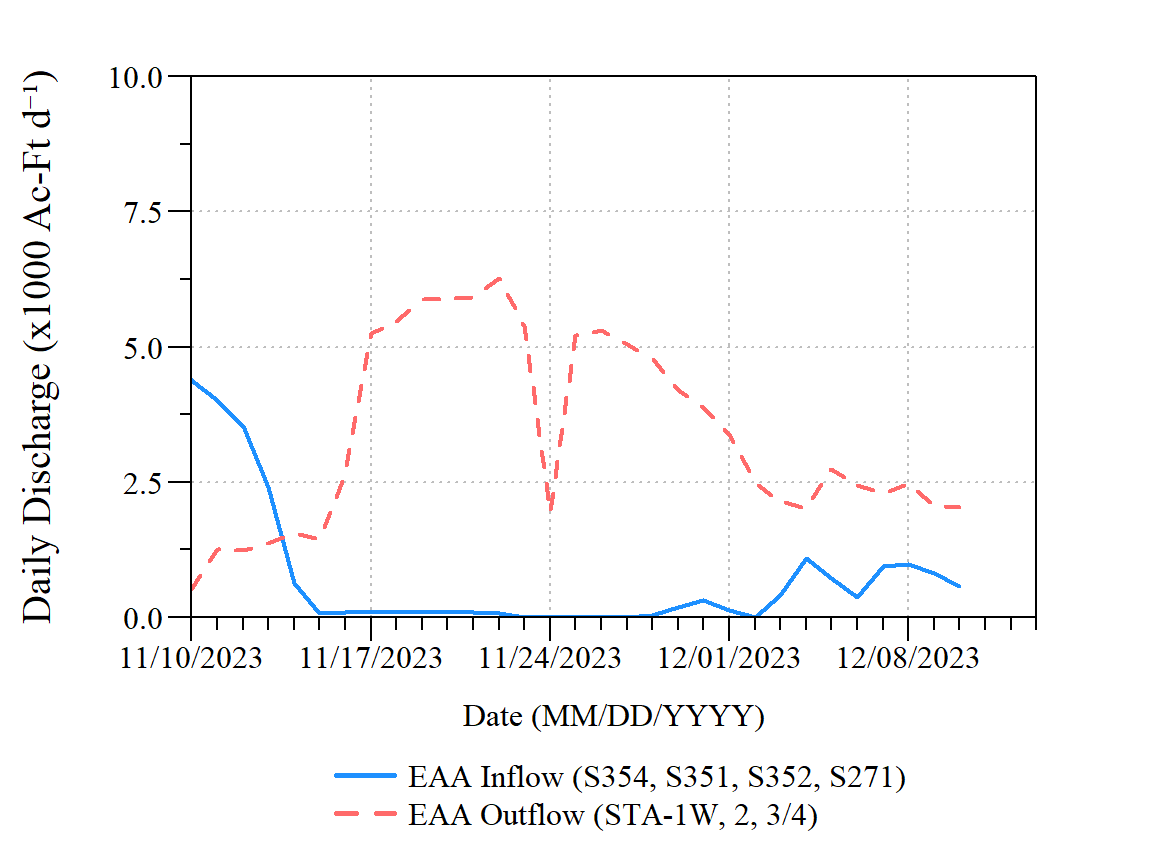 Daily Discharge (x1000 Ac-Ft d⁻¹)
10.0
7.5
5.0
2.5
0.0
11/10/2023 11/17/2023 11/24/2023 12/01/2023 12/08/2023
Date (MM/DD/YYYY)
EAA Inflow (S354, S351, S352, S271)
EAA Outflow (STA-1W, 2, 3/4)